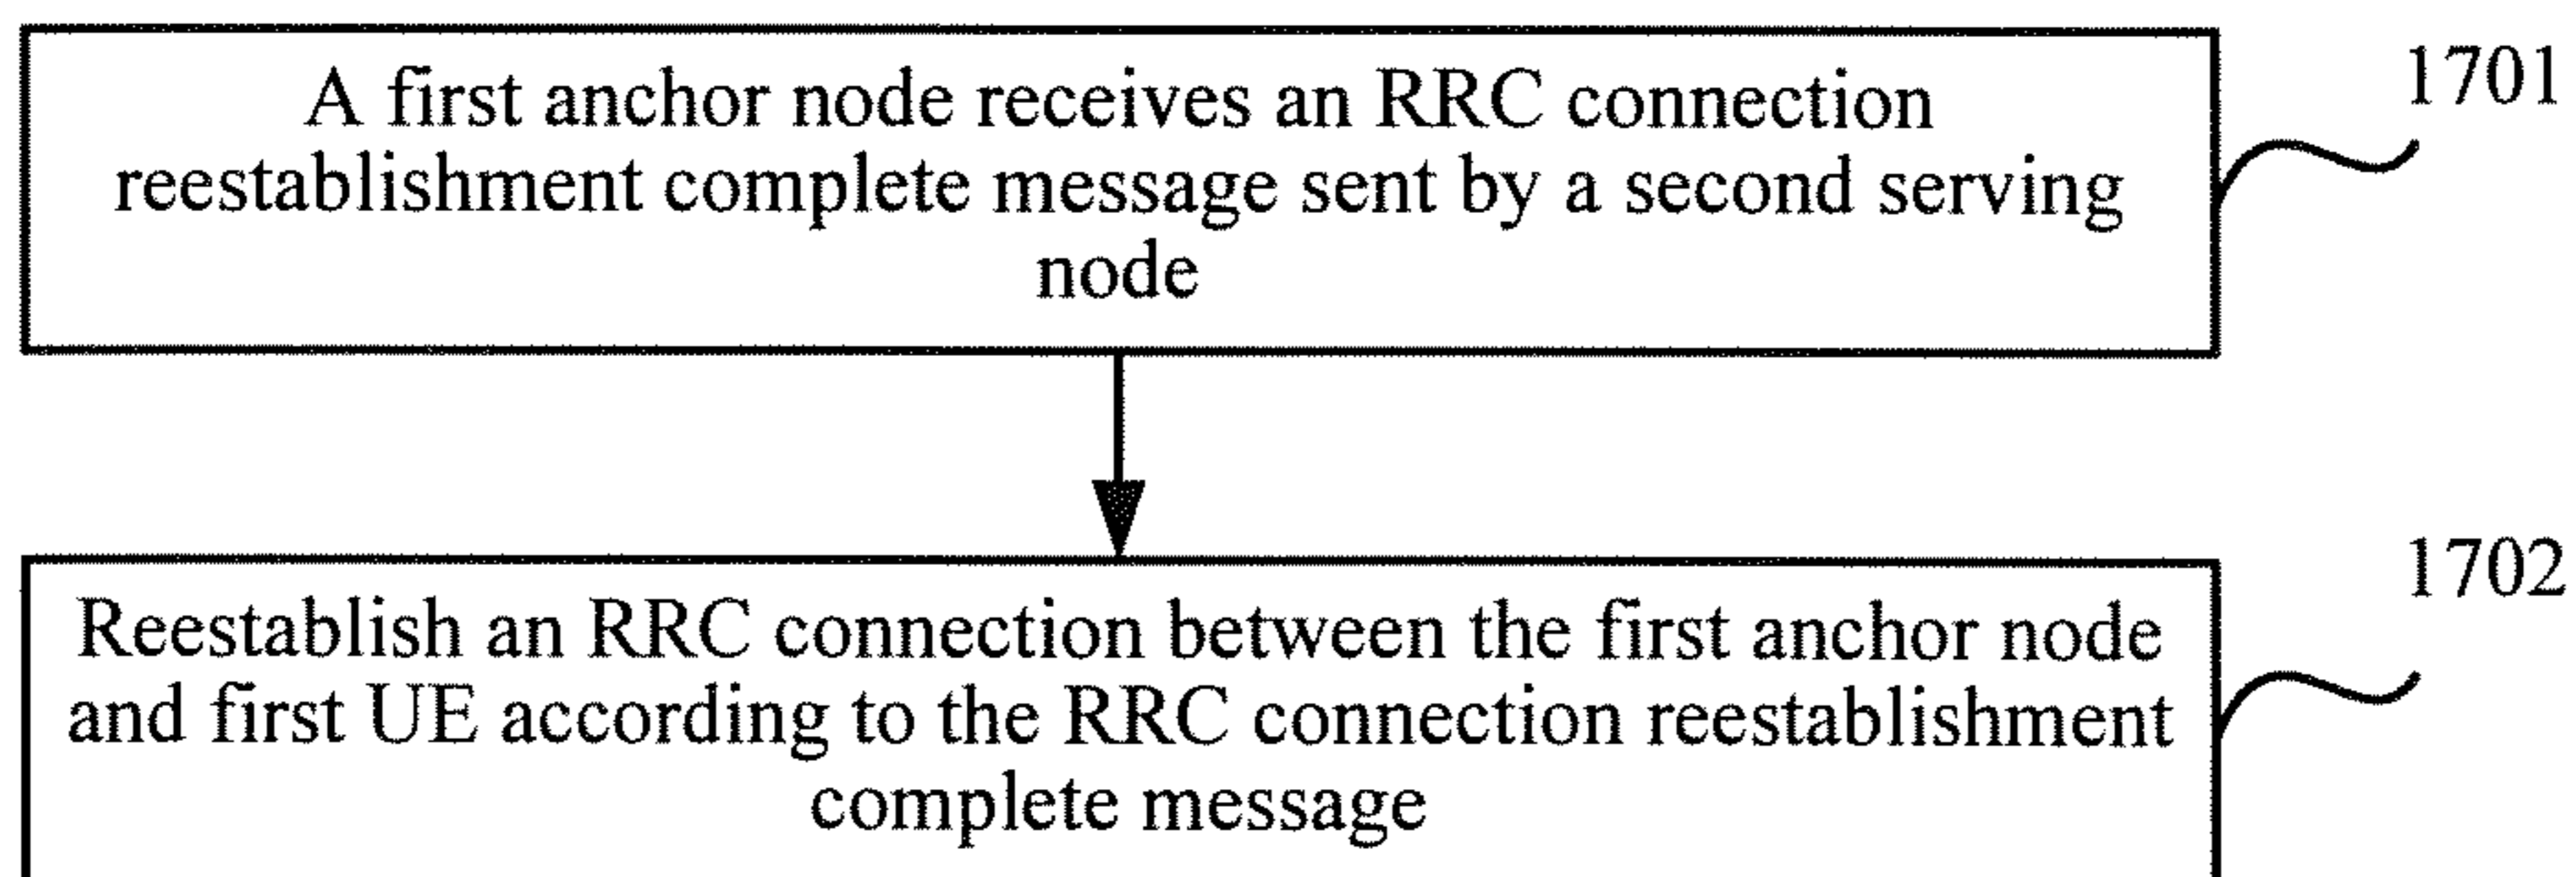 A first anchor node receives an RRC connection
reestablishment complete message sent by a second serving
node
1701
Reestablish an RRC connection between the first anchor node
and first UE according to the RRC connection reestablishment
complete message
1702